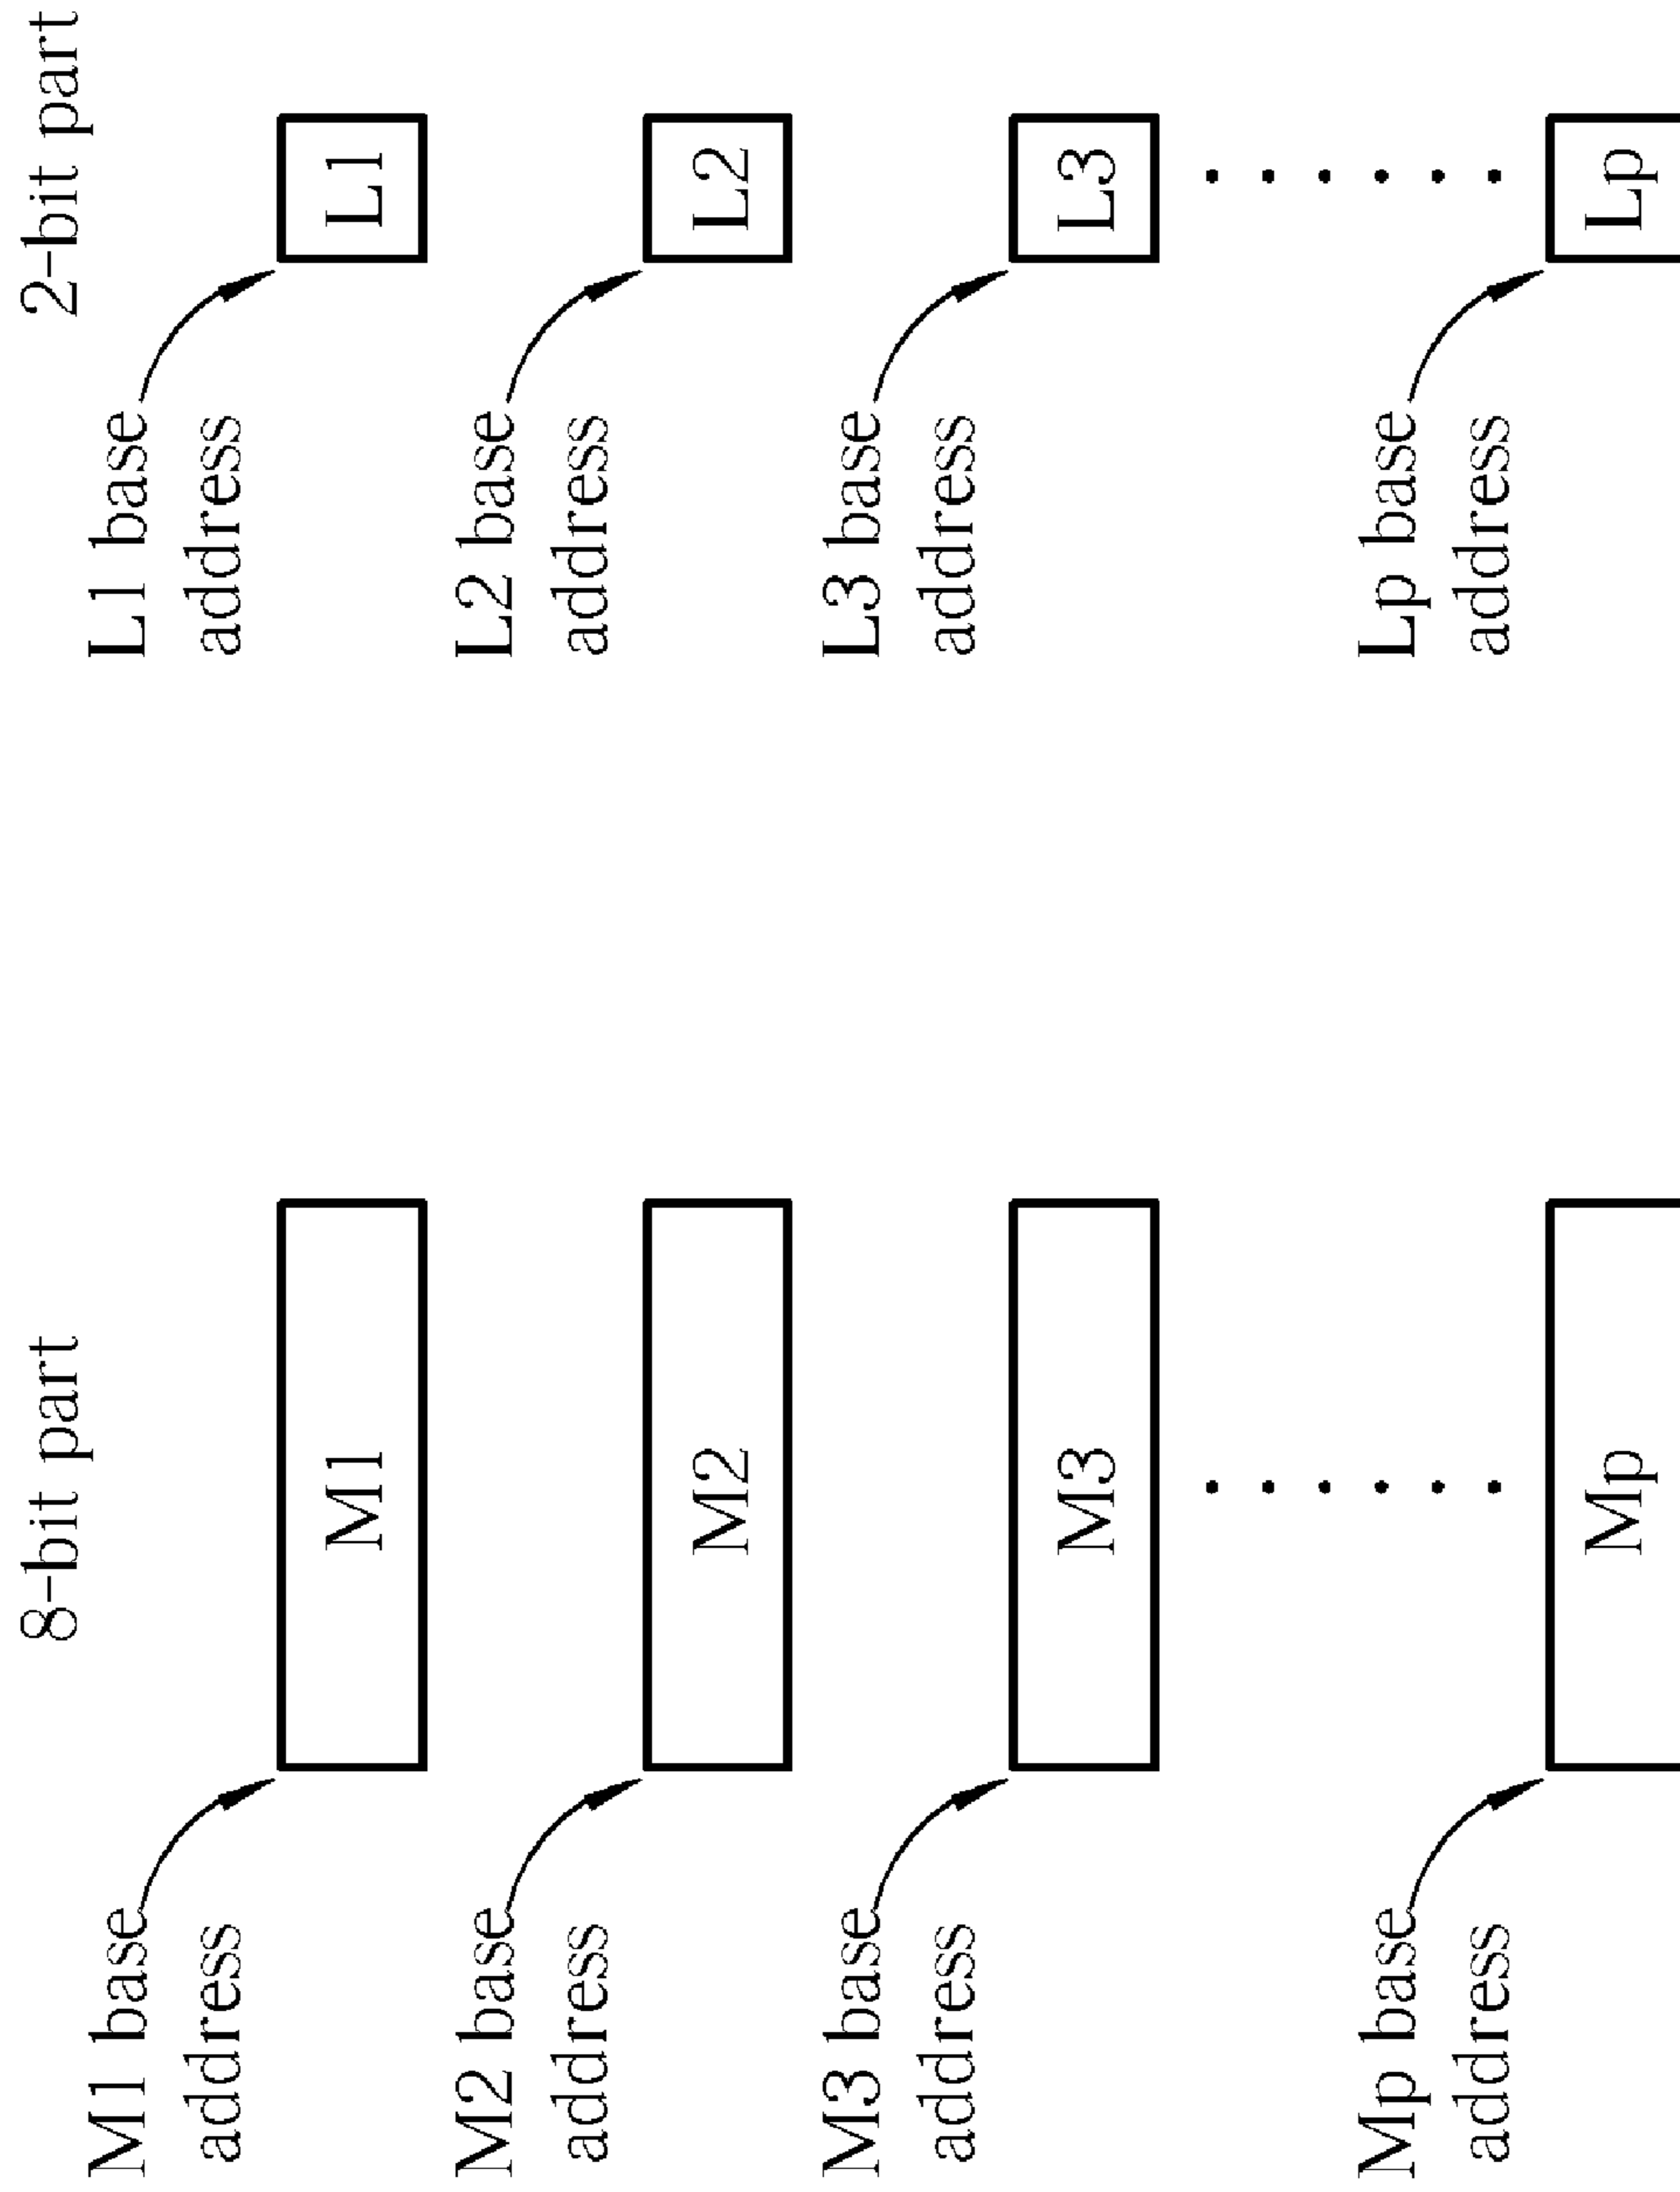 8-bit part
2-bit part
M1 base
address
M1
L1 base
address
L1
M2 base
address
M2
L2 base
address
L2
M3 base
address
M3
L3 base
address
L3
Mp base
address
Mp
Lp base
address
Lp